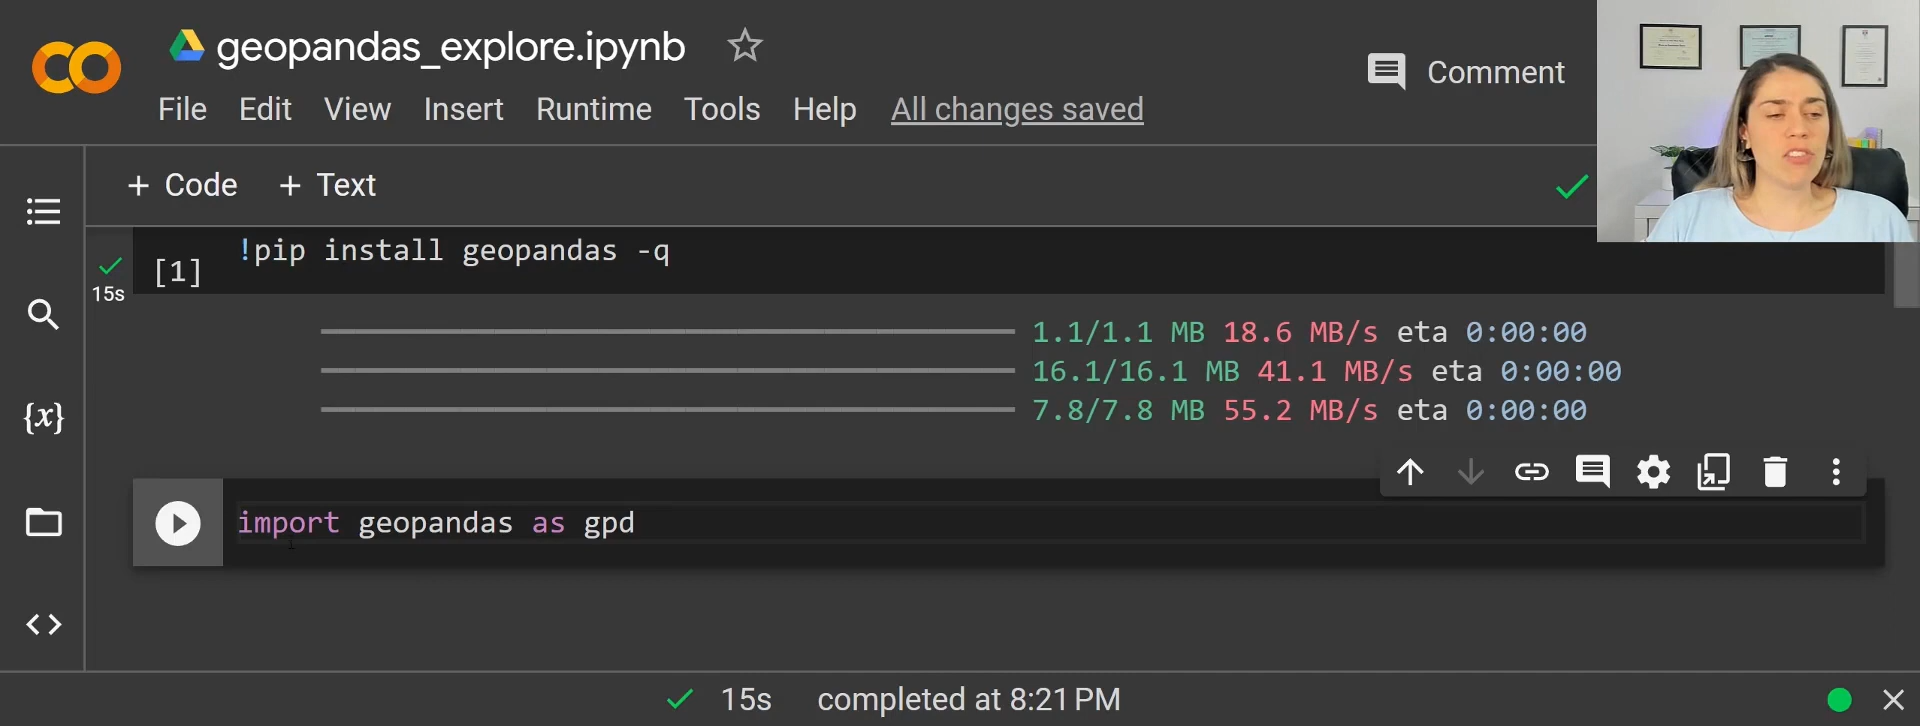 geopandas_explore.ipynb
File Edit View Insert Runtime Tools Help All changes saved
Comment
+ Code + Text
[1] !pip install geopandas -q
15s
1.1/1.1 MB 18.6 MB/s eta 0:00:00
16.1/16.1 MB 41.1 MB/s eta 0:00:00
7.8/7.8 MB 55.2 MB/s eta 0:00:00
{x}
import geopandas as gpd
15s completed at 8:21 PM